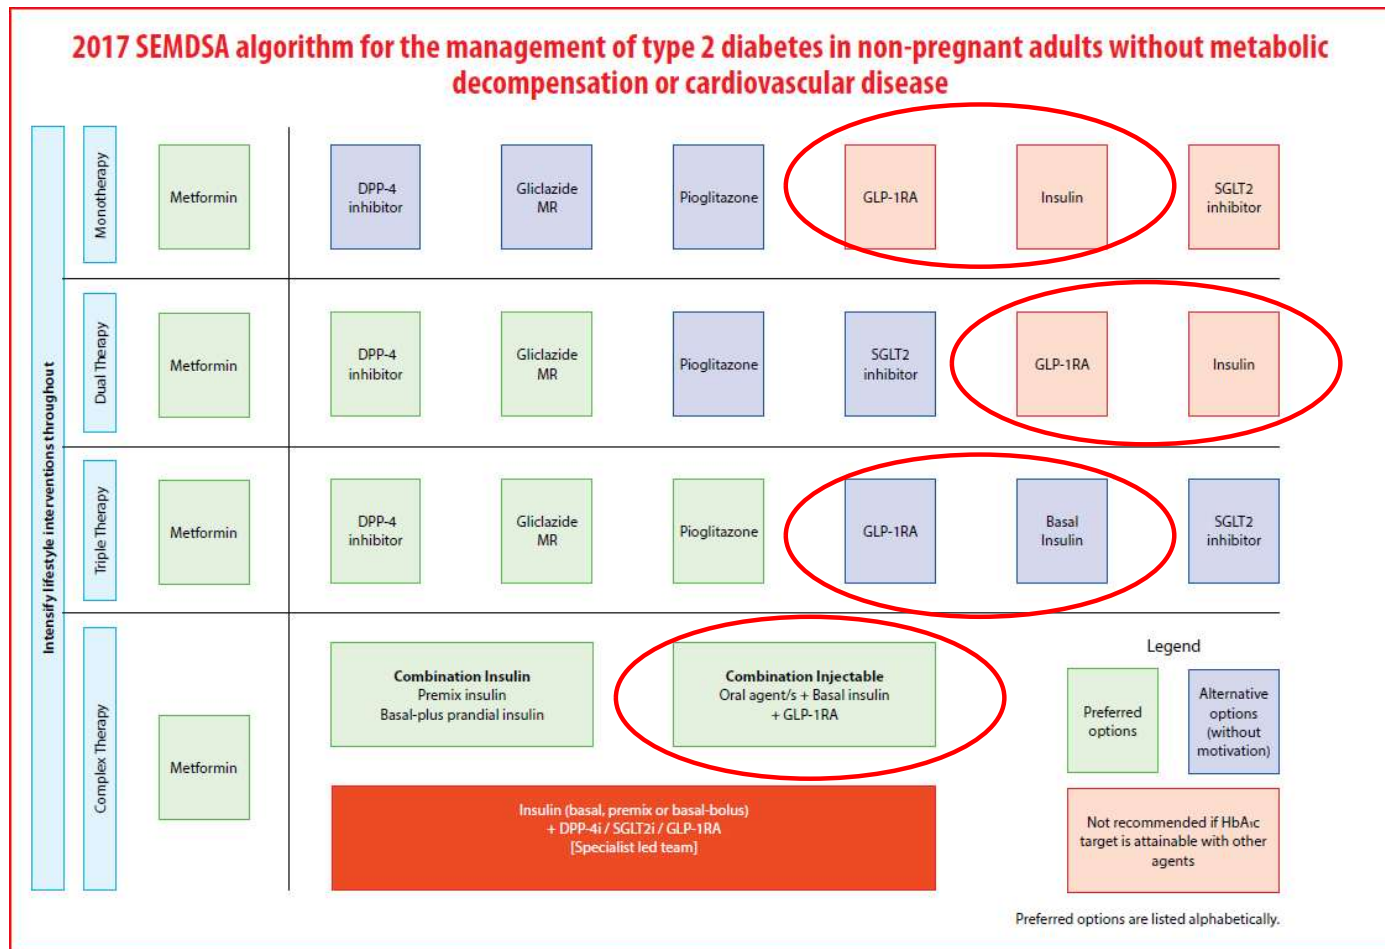 2017 SEMDSA algorithm for the management of type 2 diabetes in non-pregnant adults without metabolic
decompensation or cardiovascular disease
Intensify lifestyle interventions throughout
Monotherapy
Metformin
DPP-4
inhibitor
Gliclazide
MR
Pioglitazone
GLP-1RA
Insulin
SGLT2
inhibitor
Dual Therapy
Metformin
DPP-4
inhibitor
Gliclazide
MR
Pioglitazone
SGLT2
inhibitor
GLP-1RA
Insulin
Triple Therapy
Metformin
DPP-4
inhibitor
Gliclazide
MR
Pioglitazone
GLP-1RA
Basal
Insulin
SGLT2
inhibitor
Complex Therapy
Metformin
Combination Insulin
Premix insulin
Basal-plus prandial insulin
Combination Injectable
Oral agent/s + Basal insulin
+ GLP-1RA
Insulin (basal, premix or basal-bolus)
+ DPP-4i / SGLT2i / GLP-1RA
[Specialist led team]
Legend
Preferred
options
Alternative
options
(without
motivation)
Not recommended if HbA1c
target is attainable with other
agents
Preferred options are listed alphabetically.